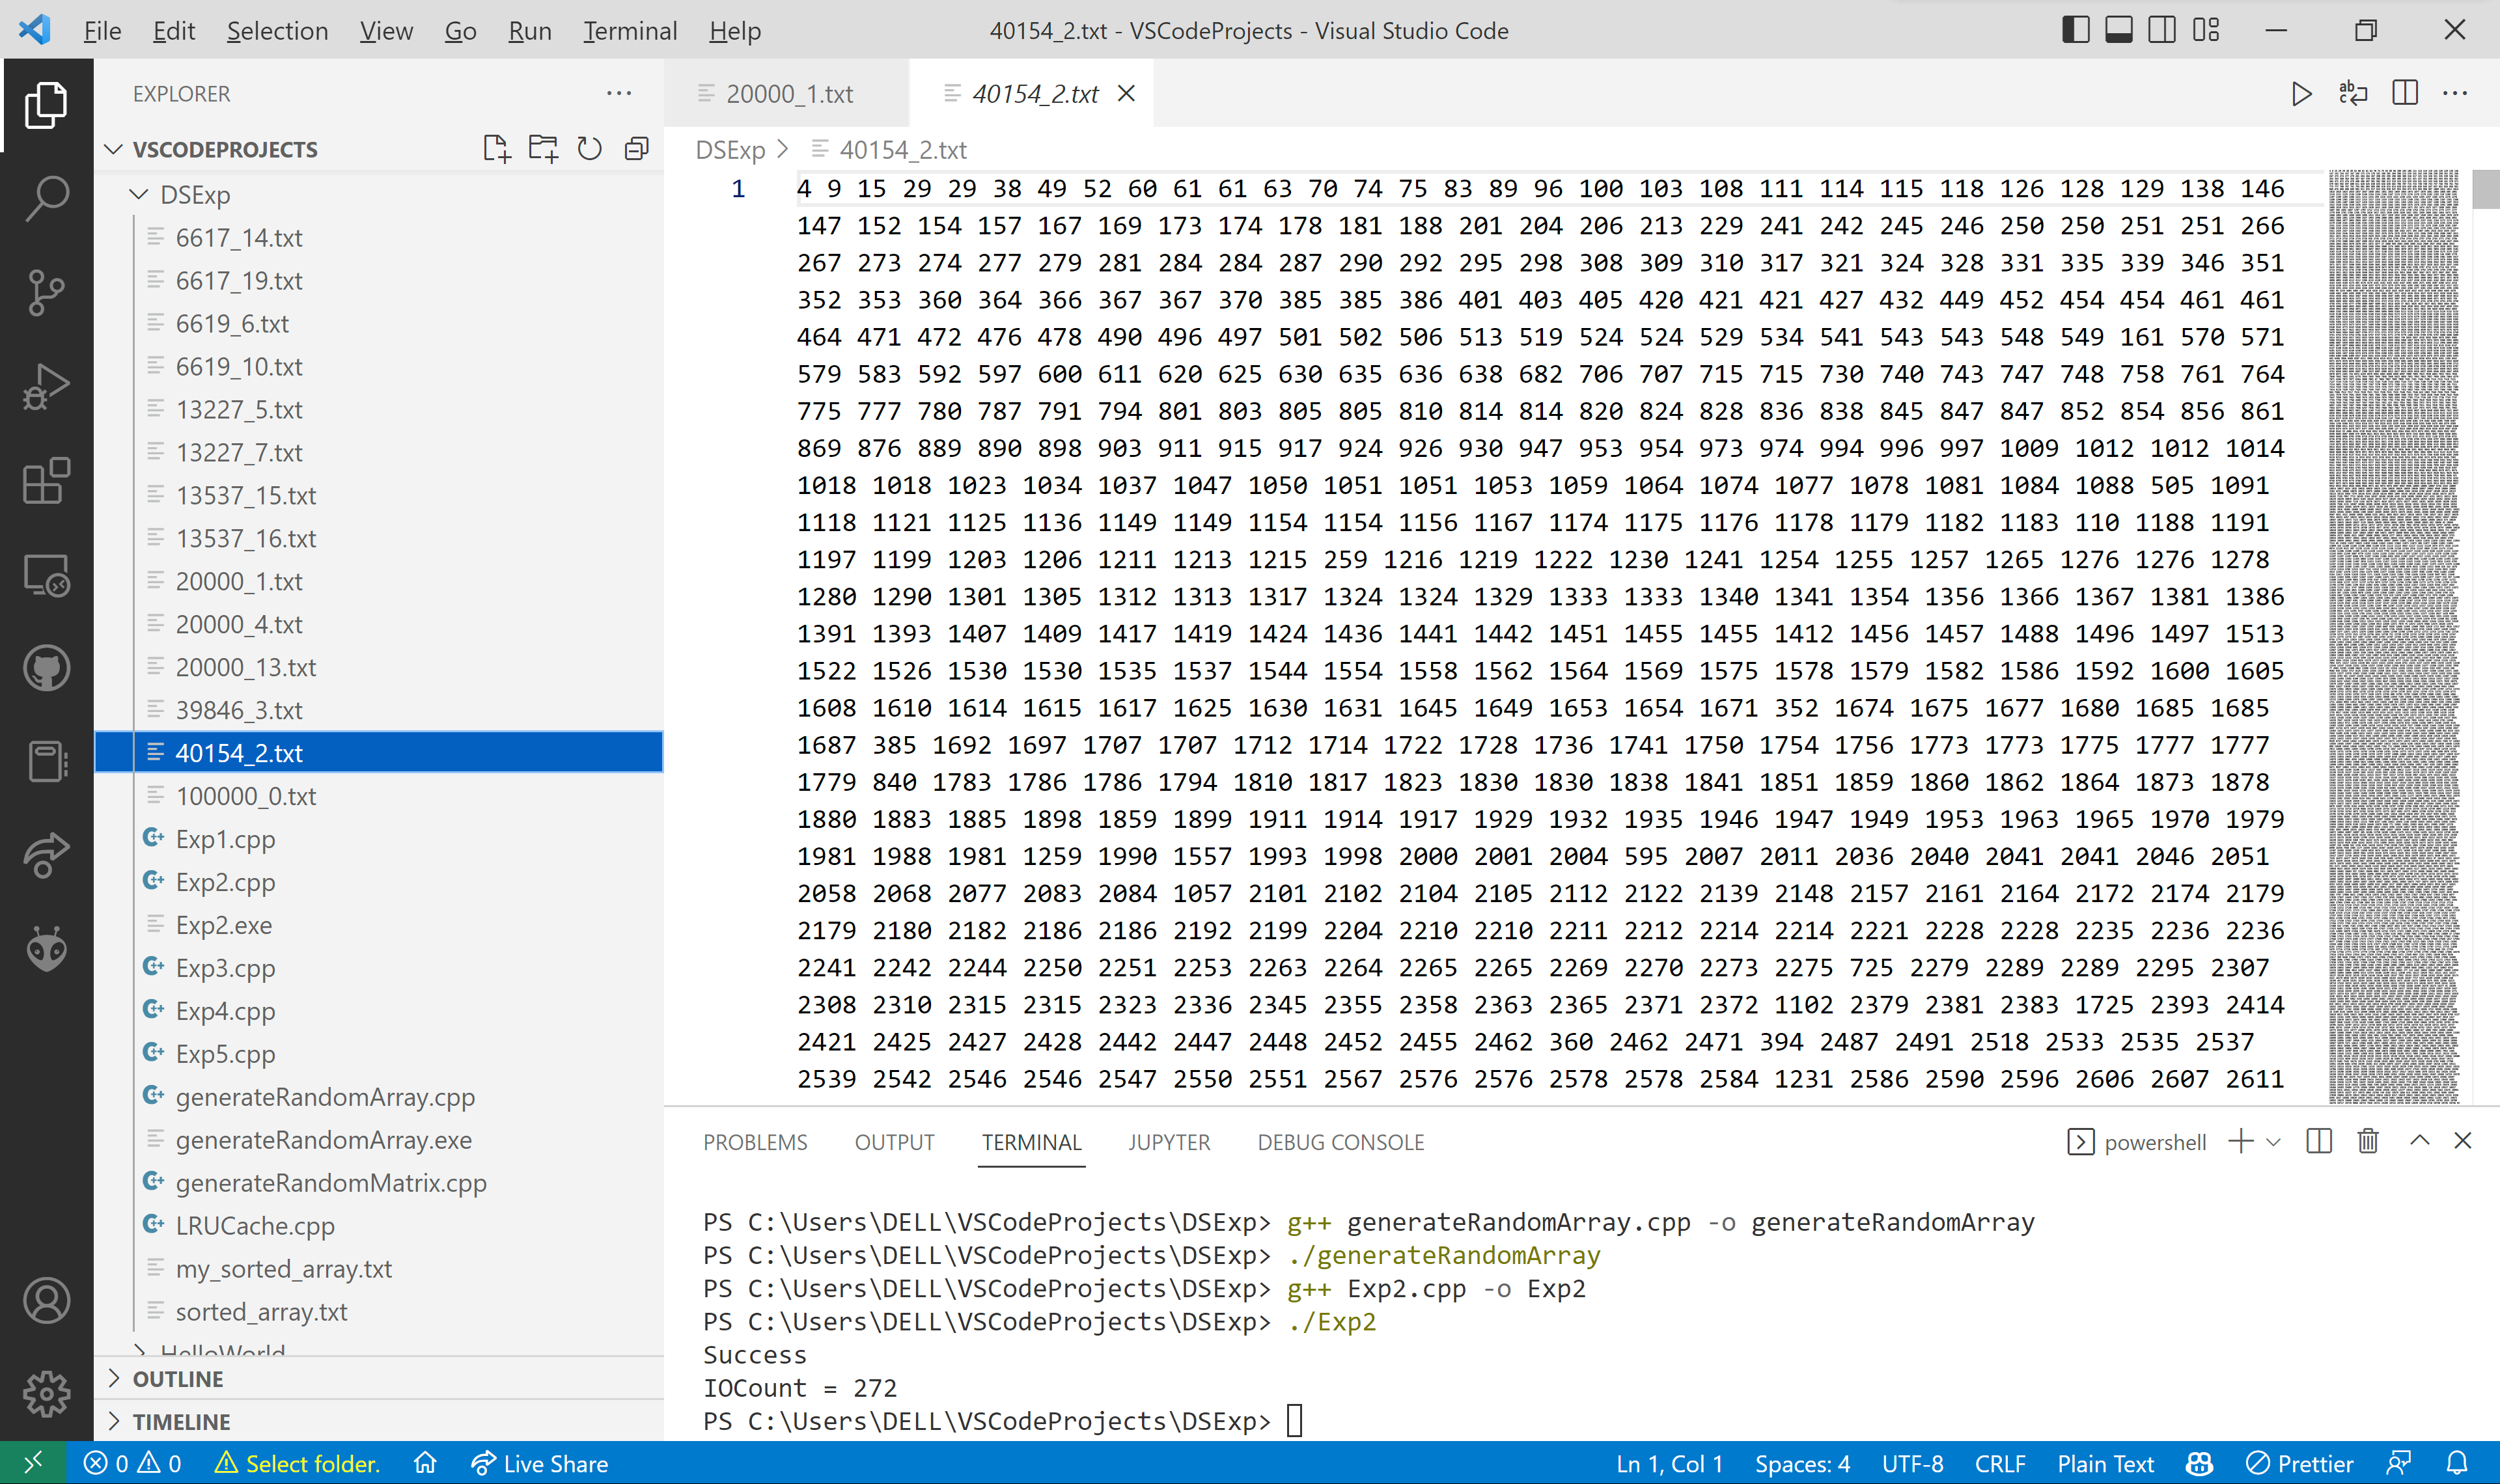 File Edit Selection View Go Run Terminal Help
40154_2.txt - VSCodeProjects - Visual Studio Code
EXPLORER
VSCODEPROJECTS
DSExp
6617_14.txt
6617_19.txt
6619_6.txt
6619_10.txt
13227_5.txt
13227_7.txt
13537_15.txt
13537_16.txt
20000_1.txt
20000_4.txt
20000_13.txt
39846_3.txt
40154_2.txt
100000_0.txt
Exp1.cpp
Exp2.cpp
Exp2.exe
Exp3.cpp
Exp4.cpp
Exp5.cpp
generateRandomArray.cpp
generateRandomArray.exe
generateRandomMatrix.cpp
LRUCache.cpp
my_sorted_array.txt
sorted_array.txt
HelloWorld
OUTLINE
TIMELINE
20000_1.txt 40154_2.txt
DSExp > 40154_2.txt
1 4 9 15 29 29 38 49 52 60 61 61 63 70 74 75 83 89 96 100 103 108 111 114 115 118 126 128 129 138 146
147 152 154 157 167 169 173 174 178 181 188 201 204 206 213 229 241 242 245 246 250 250 251 251 266
267 273 274 277 279 281 284 284 287 290 292 295 298 308 309 310 317 321 324 328 331 335 339 346 351
352 353 360 364 366 367 367 370 385 385 386 401 403 405 420 421 421 427 432 449 452 454 454 461 461
464 471 472 476 478 490 496 497 501 502 506 513 519 524 524 529 534 541 543 543 548 549 161 570 571
579 583 592 597 600 611 620 625 630 635 636 638 682 706 707 715 715 730 740 743 747 748 758 761 764
775 777 780 787 791 794 801 803 805 805 810 814 814 820 824 828 836 838 845 847 847 852 854 856 861
869 876 889 890 898 903 911 915 917 924 926 930 947 953 954 973 974 994 996 997 1009 1012 1012 1014
1018 1018 1023 1034 1037 1047 1050 1051 1051 1053 1059 1064 1074 1077 1078 1081 1084 1088 505 1091
1118 1121 1125 1136 1149 1149 1154 1154 1156 1167 1174 1175 1176 1178 1179 1182 1183 110 1188 1191
1197 1199 1203 1206 1211 1213 1215 259 1216 1219 1222 1230 1241 1254 1255 1257 1265 1276 1276 1278
1280 1290 1301 1305 1312 1313 1317 1324 1324 1329 1333 1333 1340 1341 1354 1356 1366 1367 1381 1386
1391 1393 1407 1409 1417 1419 1424 1436 1441 1442 1451 1455 1455 1412 1456 1457 1488 1496 1497 1513
1522 1526 1530 1530 1535 1537 1544 1554 1558 1562 1564 1569 1575 1578 1579 1582 1586 1592 1600 1605
1608 1610 1614 1615 1617 1625 1630 1631 1645 1649 1653 1654 1671 352 1674 1675 1677 1680 1685 1685
1687 385 1692 1697 1707 1707 1712 1714 1722 1728 1736 1741 1750 1754 1756 1773 1773 1775 1777 1777
1779 840 1783 1786 1786 1794 1810 1817 1823 1830 1830 1838 1841 1851 1859 1860 1862 1864 1873 1878
1880 1883 1885 1898 1859 1899 1911 1914 1917 1929 1932 1935 1946 1947 1949 1953 1963 1965 1970 1979
1981 1988 1981 1259 1990 1557 1993 1998 2000 2001 2004 595 2007 2011 2036 2040 2041 2041 2046 2051
2058 2068 2077 2083 2084 1057 2101 2102 2104 2105 2112 2122 2139 2148 2157 2161 2164 2172 2174 2179
2179 2180 2182 2186 2186 2192 2199 2204 2210 2210 2211 2212 2214 2214 2221 2228 2228 2235 2236 2236
2241 2242 2244 2250 2251 2253 2263 2264 2265 2265 2269 2270 2273 2275 725 2279 2289 2289 2295 2307
2308 2310 2315 2315 2323 2336 2345 2355 2358 2363 2365 2371 2372 1102 2379 2381 2383 1725 2393 2414
2421 2425 2427 2428 2442 2447 2448 2452 2455 2462 360 2462 2471 394 2487 2491 2518 2533 2535 2537
2539 2542 2546 2546 2547 2550 2551 2567 2576 2576 2578 2578 2584 1231 2586 2590 2596 2606 2607 2611
PROBLEMS OUTPUT TERMINAL JUPYTER DEBUG CONSOLE powershell
PS C:\Users\DELL\VSCodeProjects\DSExp> g++ generateRandomArray.cpp -o generateRandomArray
PS C:\Users\DELL\VSCodeProjects\DSExp> ./generateRandomArray
PS C:\Users\DELL\VSCodeProjects\DSExp> g++ Exp2.cpp -o Exp2
PS C:\Users\DELL\VSCodeProjects\DSExp> ./Exp2
Success
IOCount = 272
PS C:\Users\DELL\VSCodeProjects\DSExp>
0 0 Select folder. Live Share Ln 1, Col 1 Spaces: 4 UTF-8 CRLF Plain Text Prettier